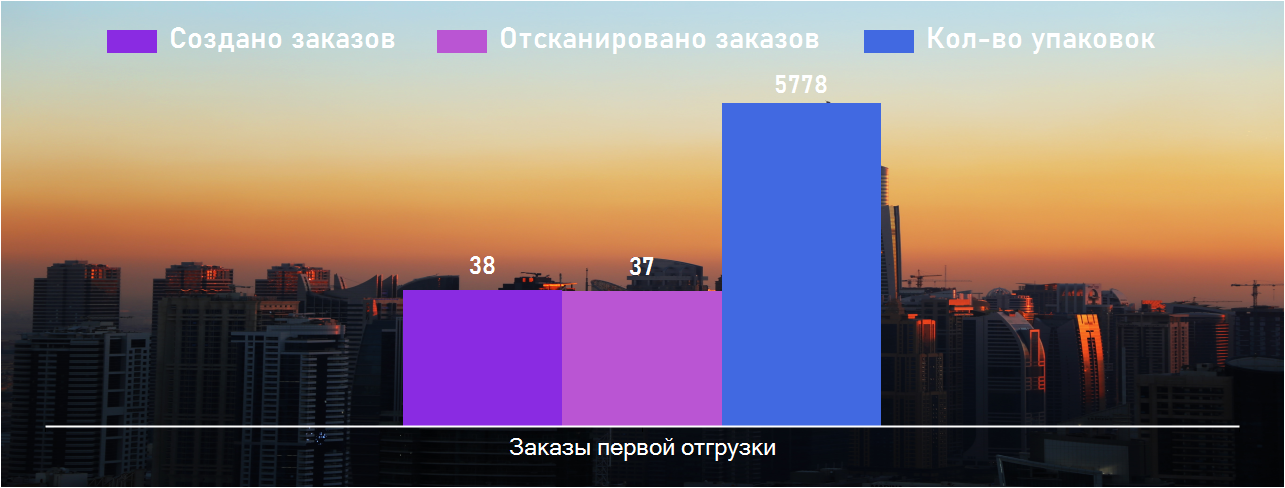 Создано заказов Отсканировано заказов Кол-во упаковок
5778
38 37
Заказы первой отгрузки